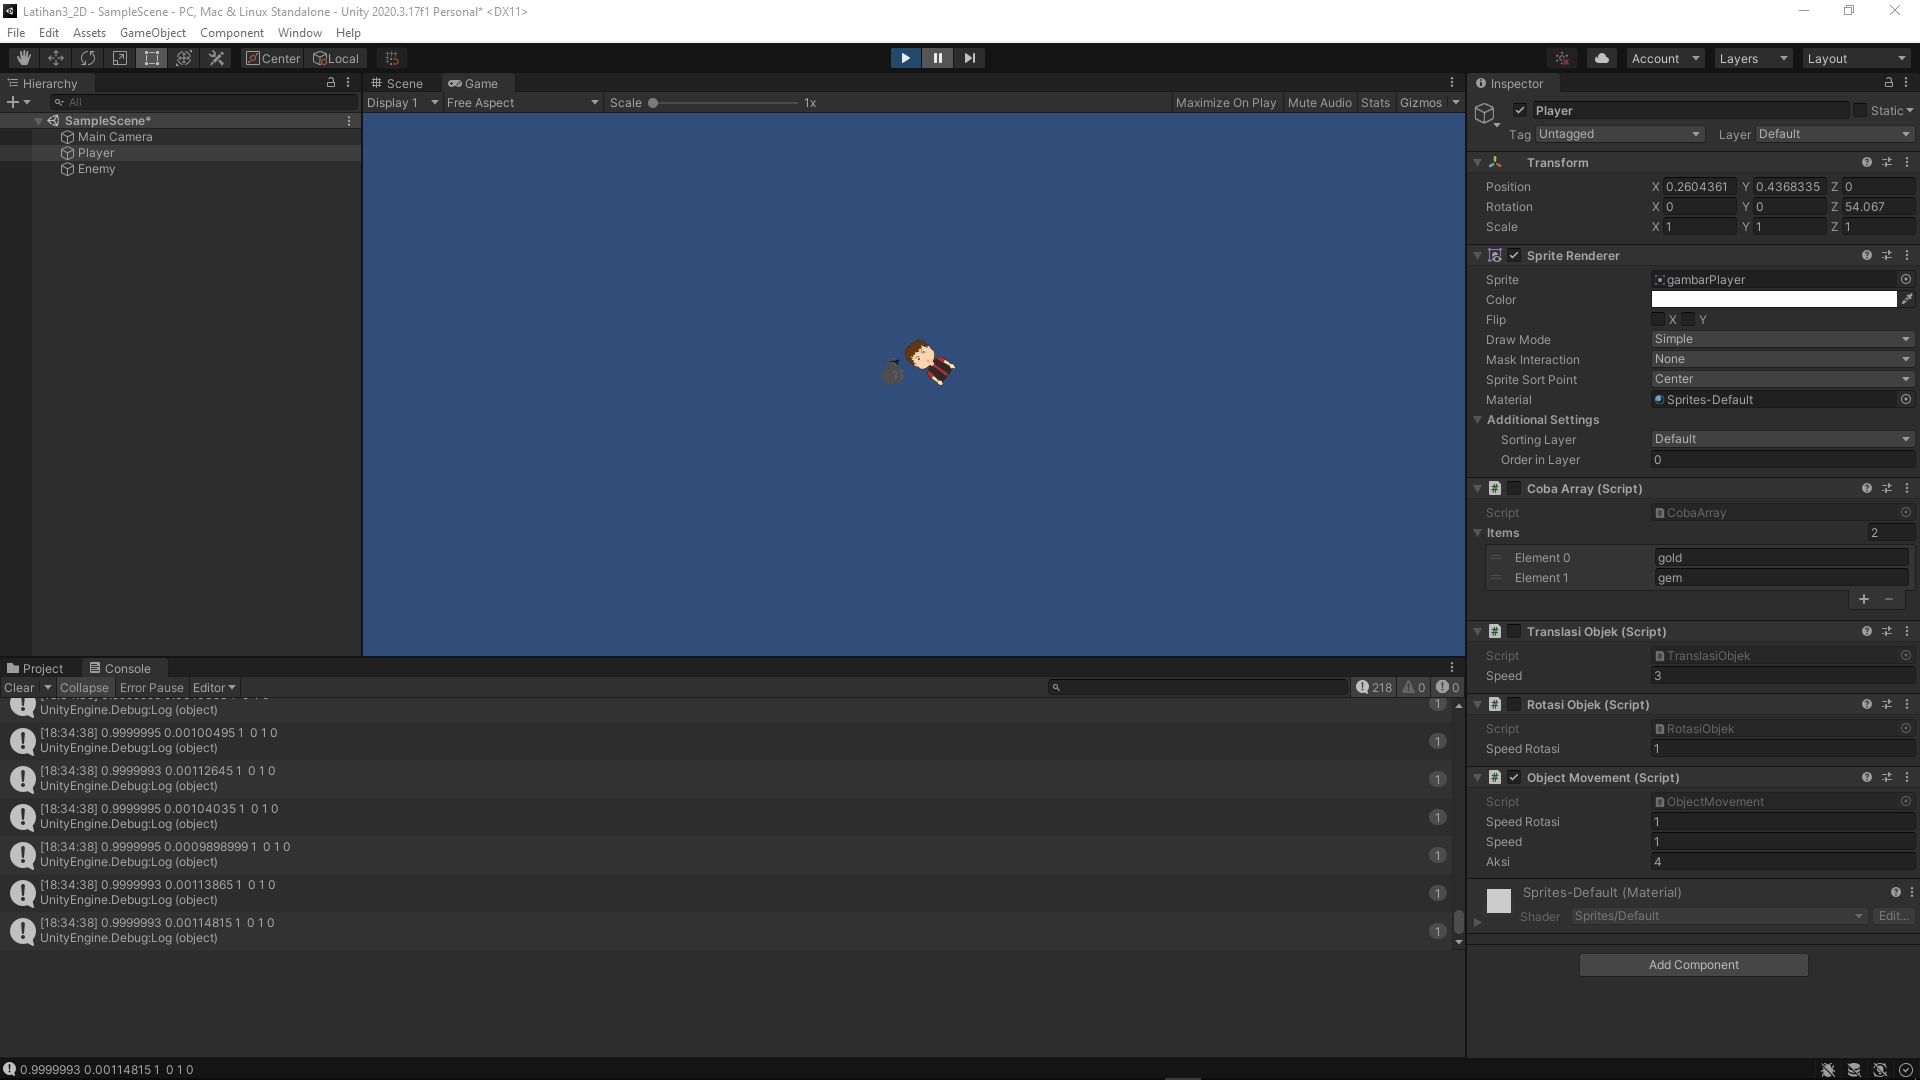 Latihan3_2D - SampleScene - PC, Mac & Linux Standalone - Unity 2020.3.17f1 Personal* <DX11>
File Edit Assets GameObject Component Window Help
Center Local Account Layers Layout
Hierarchy
All
SampleScene*
Main Camera
Player
Enemy
Scene Game
Display 1 Free Aspect Scale 1x Maximize On Play Mute Audio Stats Gizmos
Inspector
Player Static
Tag Untagged Layer Default
Transform
Position X 0.2604361 Y 0.4368335 Z 0
Rotation X 0 Y 0 Z 54.067
Scale X 1 Y 1 Z 1
Sprite Renderer
Sprite gambarPlayer
Color
Flip X Y
Draw Mode Simple
Mask Interaction None
Sprite Sort Point Center
Material Sprites-Default
Additional Settings
Sorting Layer Default
Order in Layer 0
Coba Array (Script)
Script CobaArray
Items 2
Element 0 gold
Element 1 gem
Translasi Objek (Script)
Script TranslasiObjek
Speed 3
Rotasi Objek (Script)
Script RotasiObjek
Speed Rotasi 1
Object Movement (Script)
Script ObjectMovement
Speed Rotasi 1
Speed 1
Aksi 4
Sprites-Default (Material)
Shader Sprites/Default Edit...
Add Component
Project Console
Clear Collapse Error Pause Editor 218 0 0
UnityEngine.Debug:Log (object) 1
[18:34:38] 0.9999995 0.00100495 1  0 1 0
UnityEngine.Debug:Log (object) 1
[18:34:38] 0.9999993 0.00112645 1  0 1 0
UnityEngine.Debug:Log (object) 1
[18:34:38] 0.9999995 0.00104035 1  0 1 0
UnityEngine.Debug:Log (object) 1
[18:34:38] 0.9999995 0.0009898999 1  0 1 0
UnityEngine.Debug:Log (object) 1
[18:34:38] 0.9999993 0.00113865 1  0 1 0
UnityEngine.Debug:Log (object) 1
[18:34:38] 0.9999993 0.00114815 1  0 1 0
UnityEngine.Debug:Log (object) 1
0.9999993 0.00114815 1  0 1 0